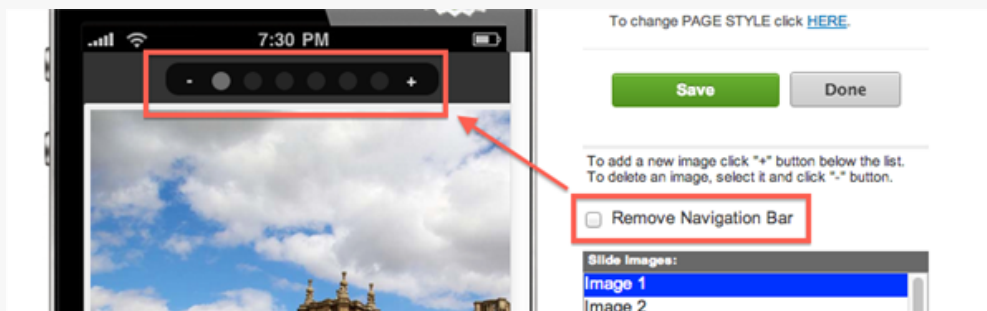 7:30 PM
- +
To change PAGE STYLE click HERE.
Save Done
To add a new image click "+" button below the list.
To delete an image, select it and click "-" button.
Remove Navigation Bar
Slide Images:
Image 1
Image 2